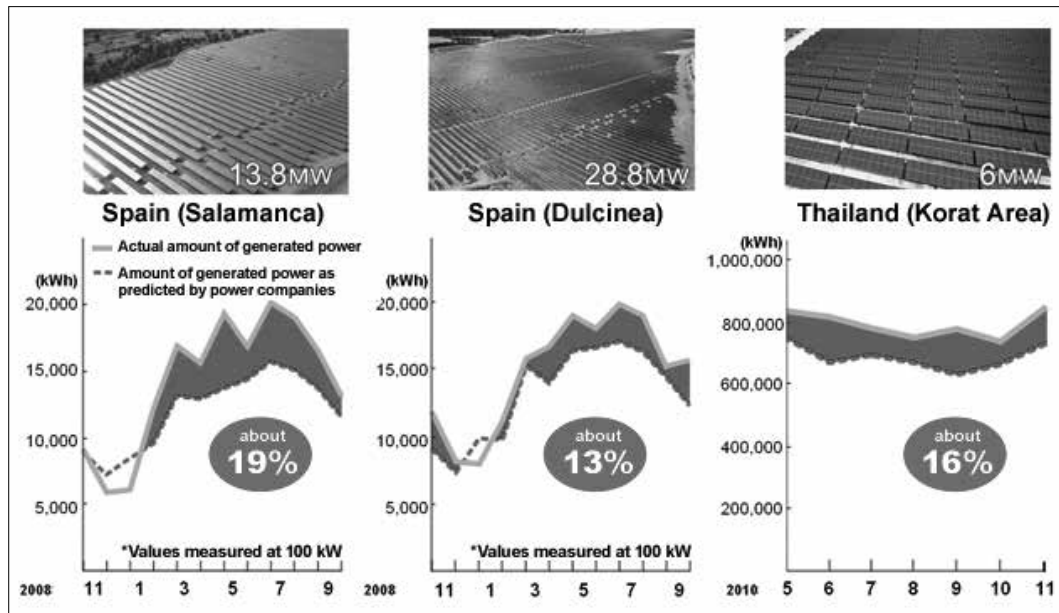 13.8MW
28.8MW
6MW
Spain (Salamanca)
Spain (Dulcinea)
Thailand (Korat Area)
Actual amount of generated power
Amount of generated power as
predicted by power companies
(kWh)
20,000
15,000
10,000
5,000
about
19%
*Values measured at 100 kW
2008 11 1 3 5 7 9
(kWh)
20,000
15,000
10,000
5,000
about
13%
*Values measured at 100 kW
2008 11 1 3 5 7 9
(kWh)
1,000,000
800,000
600,000
400,000
200,000
about
16%
2010 5 6 7 8 9 10 11